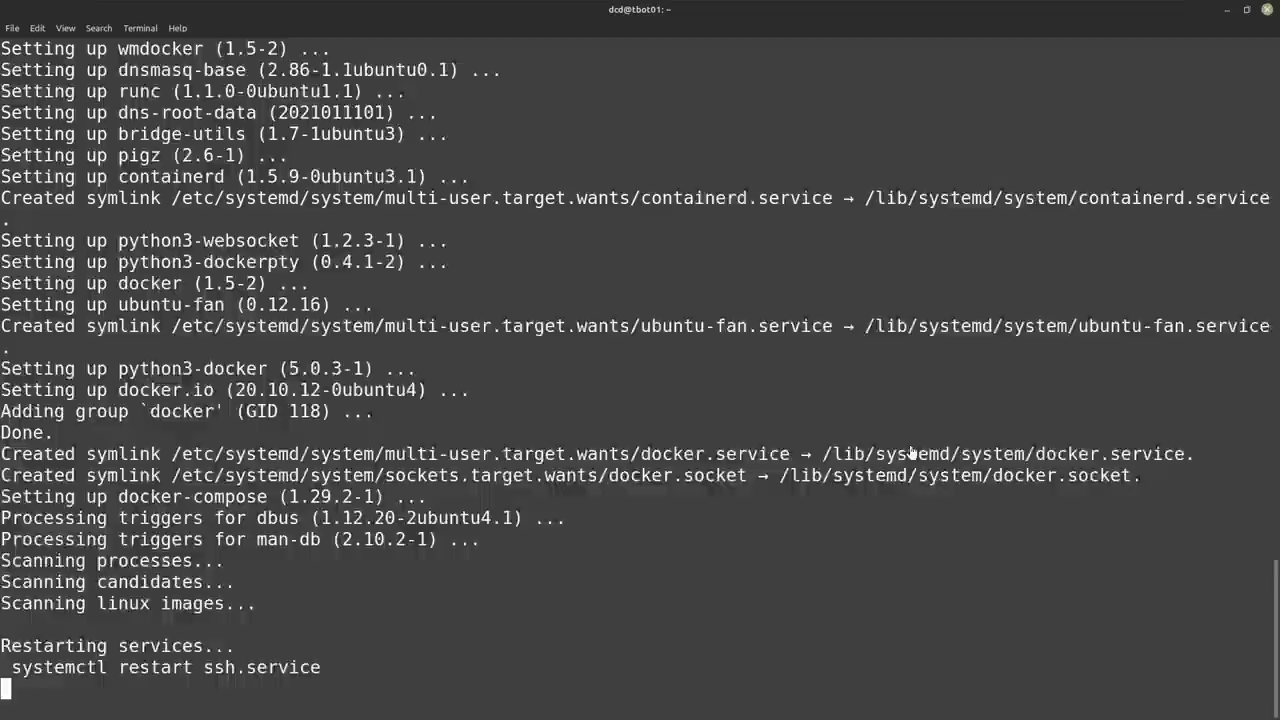 dcd@tbot01: ~
File Edit View Search Terminal Help
Setting up wmdocker (1.5-2) ...
Setting up dnsmasq-base (2.86-1.1ubuntu0.1) ...
Setting up runc (1.1.0-0ubuntu1.1) ...
Setting up dns-root-data (2021011101) ...
Setting up bridge-utils (1.7-1ubuntu3) ...
Setting up pigz (2.6-1) ...
Setting up containerd (1.5.9-0ubuntu3.1) ...
Created symlink /etc/systemd/system/multi-user.target.wants/containerd.service → /lib/systemd/system/containerd.service
.
Setting up python3-websocket (1.2.3-1) ...
Setting up python3-dockerpty (0.4.1-2) ...
Setting up docker (1.5-2) ...
Setting up ubuntu-fan (0.12.16) ...
Created symlink /etc/systemd/system/multi-user.target.wants/ubuntu-fan.service → /lib/systemd/system/ubuntu-fan.service
.
Setting up python3-docker (5.0.3-1) ...
Setting up docker.io (20.10.12-0ubuntu4) ...
Adding group `docker' (GID 118) ...
Done.
Created symlink /etc/systemd/system/multi-user.target.wants/docker.service → /lib/systemd/system/docker.service.
Created symlink /etc/systemd/system/sockets.target.wants/docker.socket → /lib/systemd/system/docker.socket.
Setting up docker-compose (1.29.2-1) ...
Processing triggers for dbus (1.12.20-2ubuntu4.1) ...
Processing triggers for man-db (2.10.2-1) ...
Scanning processes...
Scanning candidates...
Scanning linux images...
Restarting services...
systemctl restart ssh.service